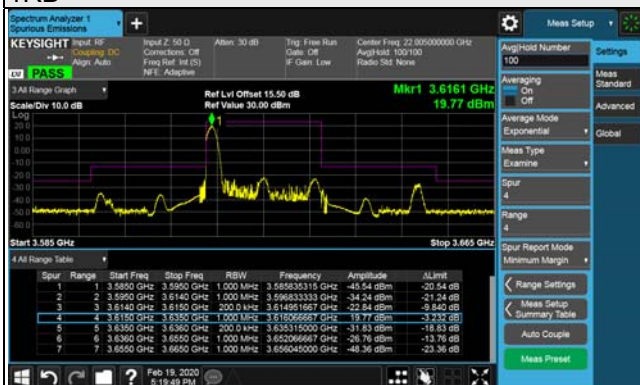 1RB
Spectrum Analyzer 1
Spurious Emissions
Meas Setup
KEYSIGHT
Input: RF
Coupling: DC
Align: Auto
Input Z: 50 Ω
Corrections: Off
Freq Ref: Int (S)
NFE: Adaptive
Atten: 30 dB
Trig: Free Run
Gate: Off
IF Gain: Low
Center Freq: 22.005000000 GHz
Avg|Hold: 100/100
Radio Std: None
PASS
3 All Range Graph
Scale/Div 10.0 dB
Ref Lvl Offset 15.50 dB
Ref Value 30.00 dBm
Mkr1 3.6161 GHz
19.77 dBm
Log
20.0
10.0
0.00
-10.0
-20.0
-30.0
-40.0
-50.0
-60.0
1
Start 3.585 GHz
Stop 3.665 GHz
4 All Range Table
Spur Range Start Freq Stop Freq RBW Frequency Amplitude ΔLimit
1 1 3.5850 GHz 3.5950 GHz 1.000 MHz 3.585835315 GHz -45.54 dBm -20.54 dB
2 2 3.5950 GHz 3.6140 GHz 1.000 MHz 3.596833333 GHz -34.24 dBm -21.24 dB
3 3 3.6140 GHz 3.6150 GHz 200.0 kHz 3.614951667 GHz -22.84 dBm -9.840 dB
4 4 3.6150 GHz 3.6350 GHz 200.0 kHz 3.616066667 GHz 19.77 dBm -3.232 dB
5 5 3.6350 GHz 3.6360 GHz 200.0 kHz 3.635315000 GHz -31.83 dBm -18.83 dB
6 6 3.6360 GHz 3.6550 GHz 1.000 MHz 3.652066667 GHz -26.76 dBm -13.76 dB
7 7 3.6550 GHz 3.6650 GHz 1.000 MHz 3.656045000 GHz -48.36 dBm -23.36 dB
Avg|Hold Number
100
Averaging
On
Off
Average Mode
Exponential
Meas Type
Examine
Spur
4
Range
4
Spur Report Mode
Minimum Margin
Range Settings
Meas Setup
Summary Table
Auto Couple
Meas Preset
Settings
Meas
Standard
Advanced
Global
Feb 19, 2020
5:19:49 PM